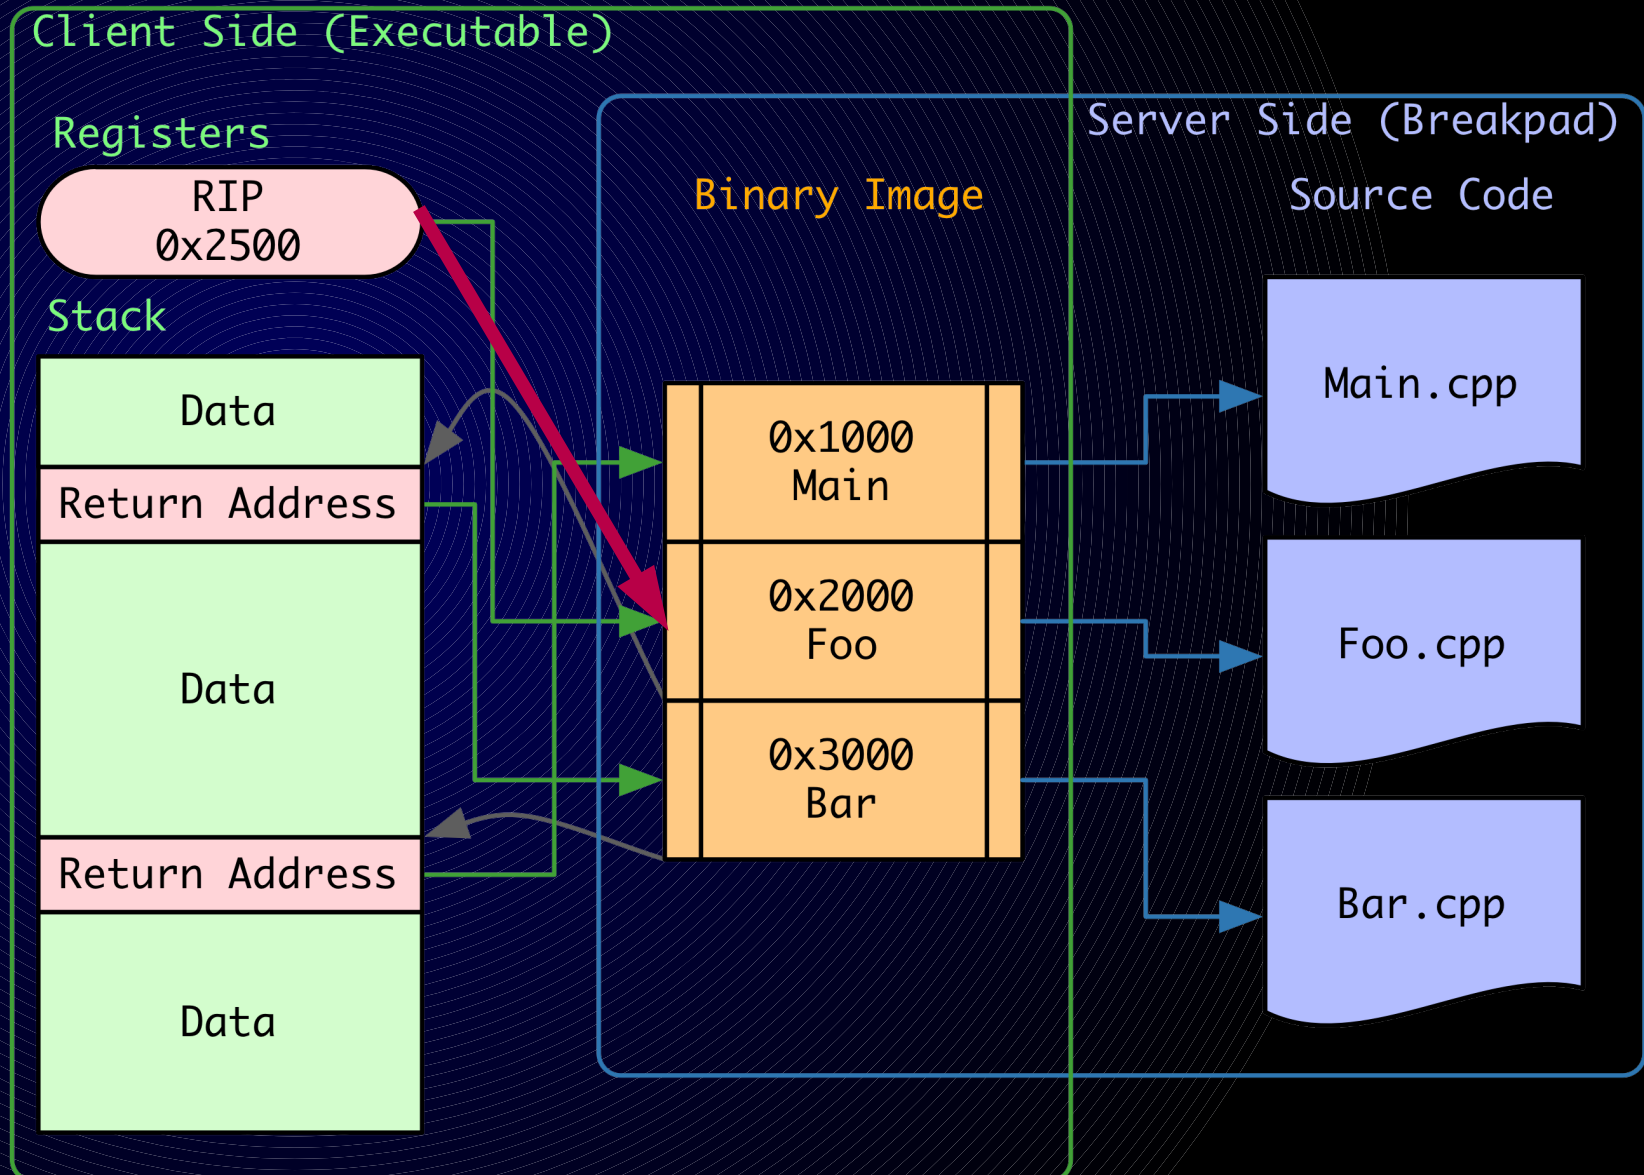 Client Side (Executable)
Server Side (Breakpad)
Registers
RIP
0x2500
Stack
Data
Return Address
Data
Return Address
Data
Binary Image
0x1000
Main
0x2000
Foo
0x3000
Bar
Source Code
Main.cpp
Foo.cpp
Bar.cpp